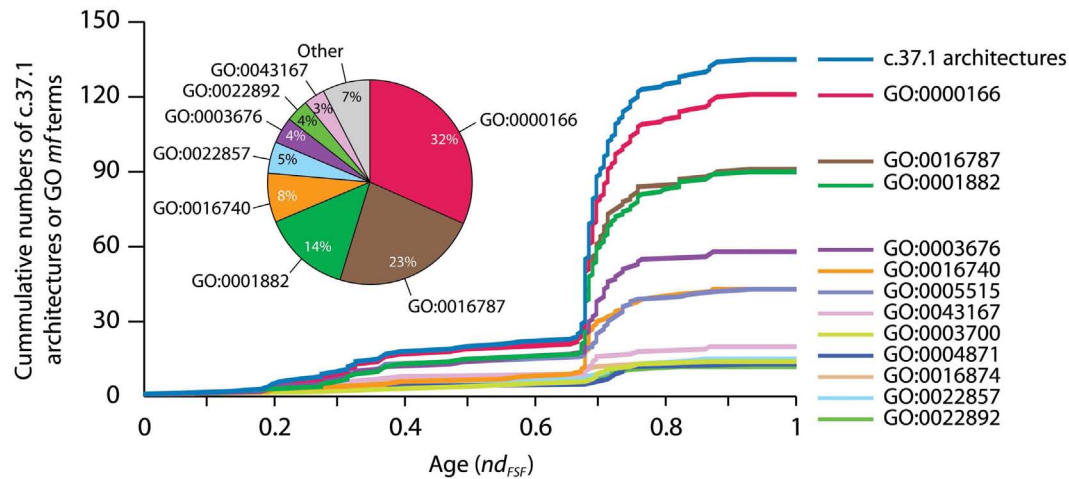 Cummulative numbers of c.37.1
architectures or GO mf terms
150
120
90
60
30
0
0
0.2
0.4
0.6
0.8
1
Age (nd_FSF)
Other
7%
GO:0043167
3%
GO:0022892
4%
GO:0003676
4%
GO:0022857
5%
GO:0016740
8%
GO:0001882
14%
GO:0016787
23%
GO:0000166
32%
c.37.1 architectures
GO:0000166
GO:0016787
GO:0001882
GO:0003676
GO:0016740
GO:0005515
GO:0043167
GO:0003700
GO:0004871
GO:0016874
GO:0022857
GO:0022892